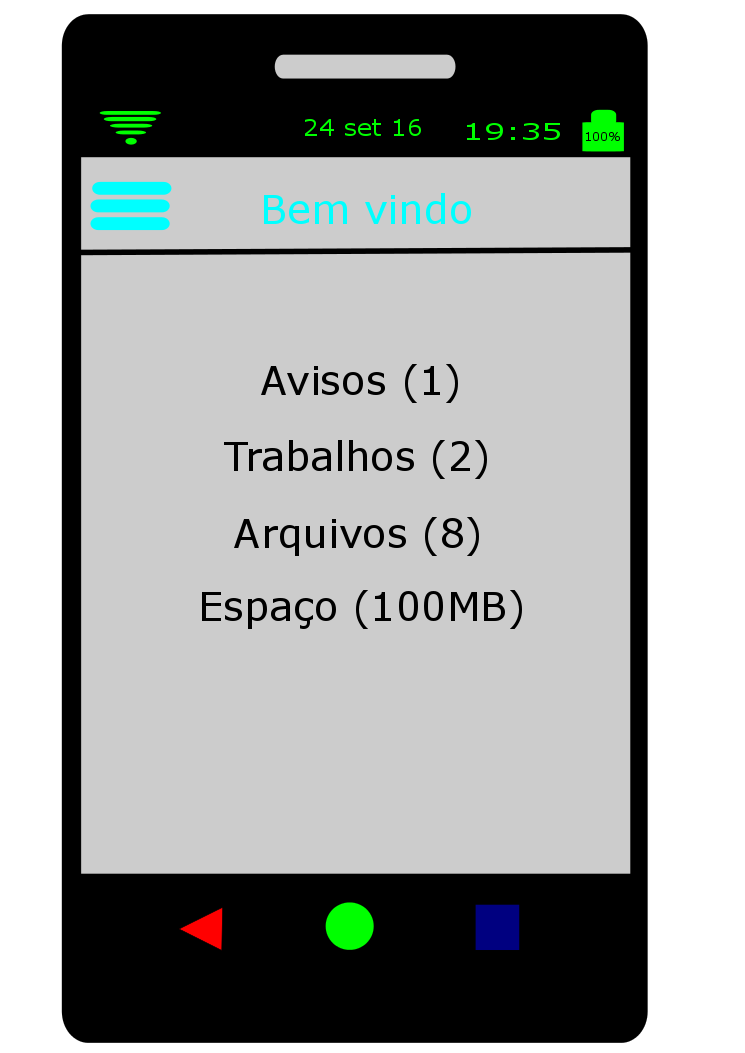 24 set 16 19:35 100%
Bem vindo
Avisos (1)
Trabalhos (2)
Arquivos (8)
Espaço (100MB)